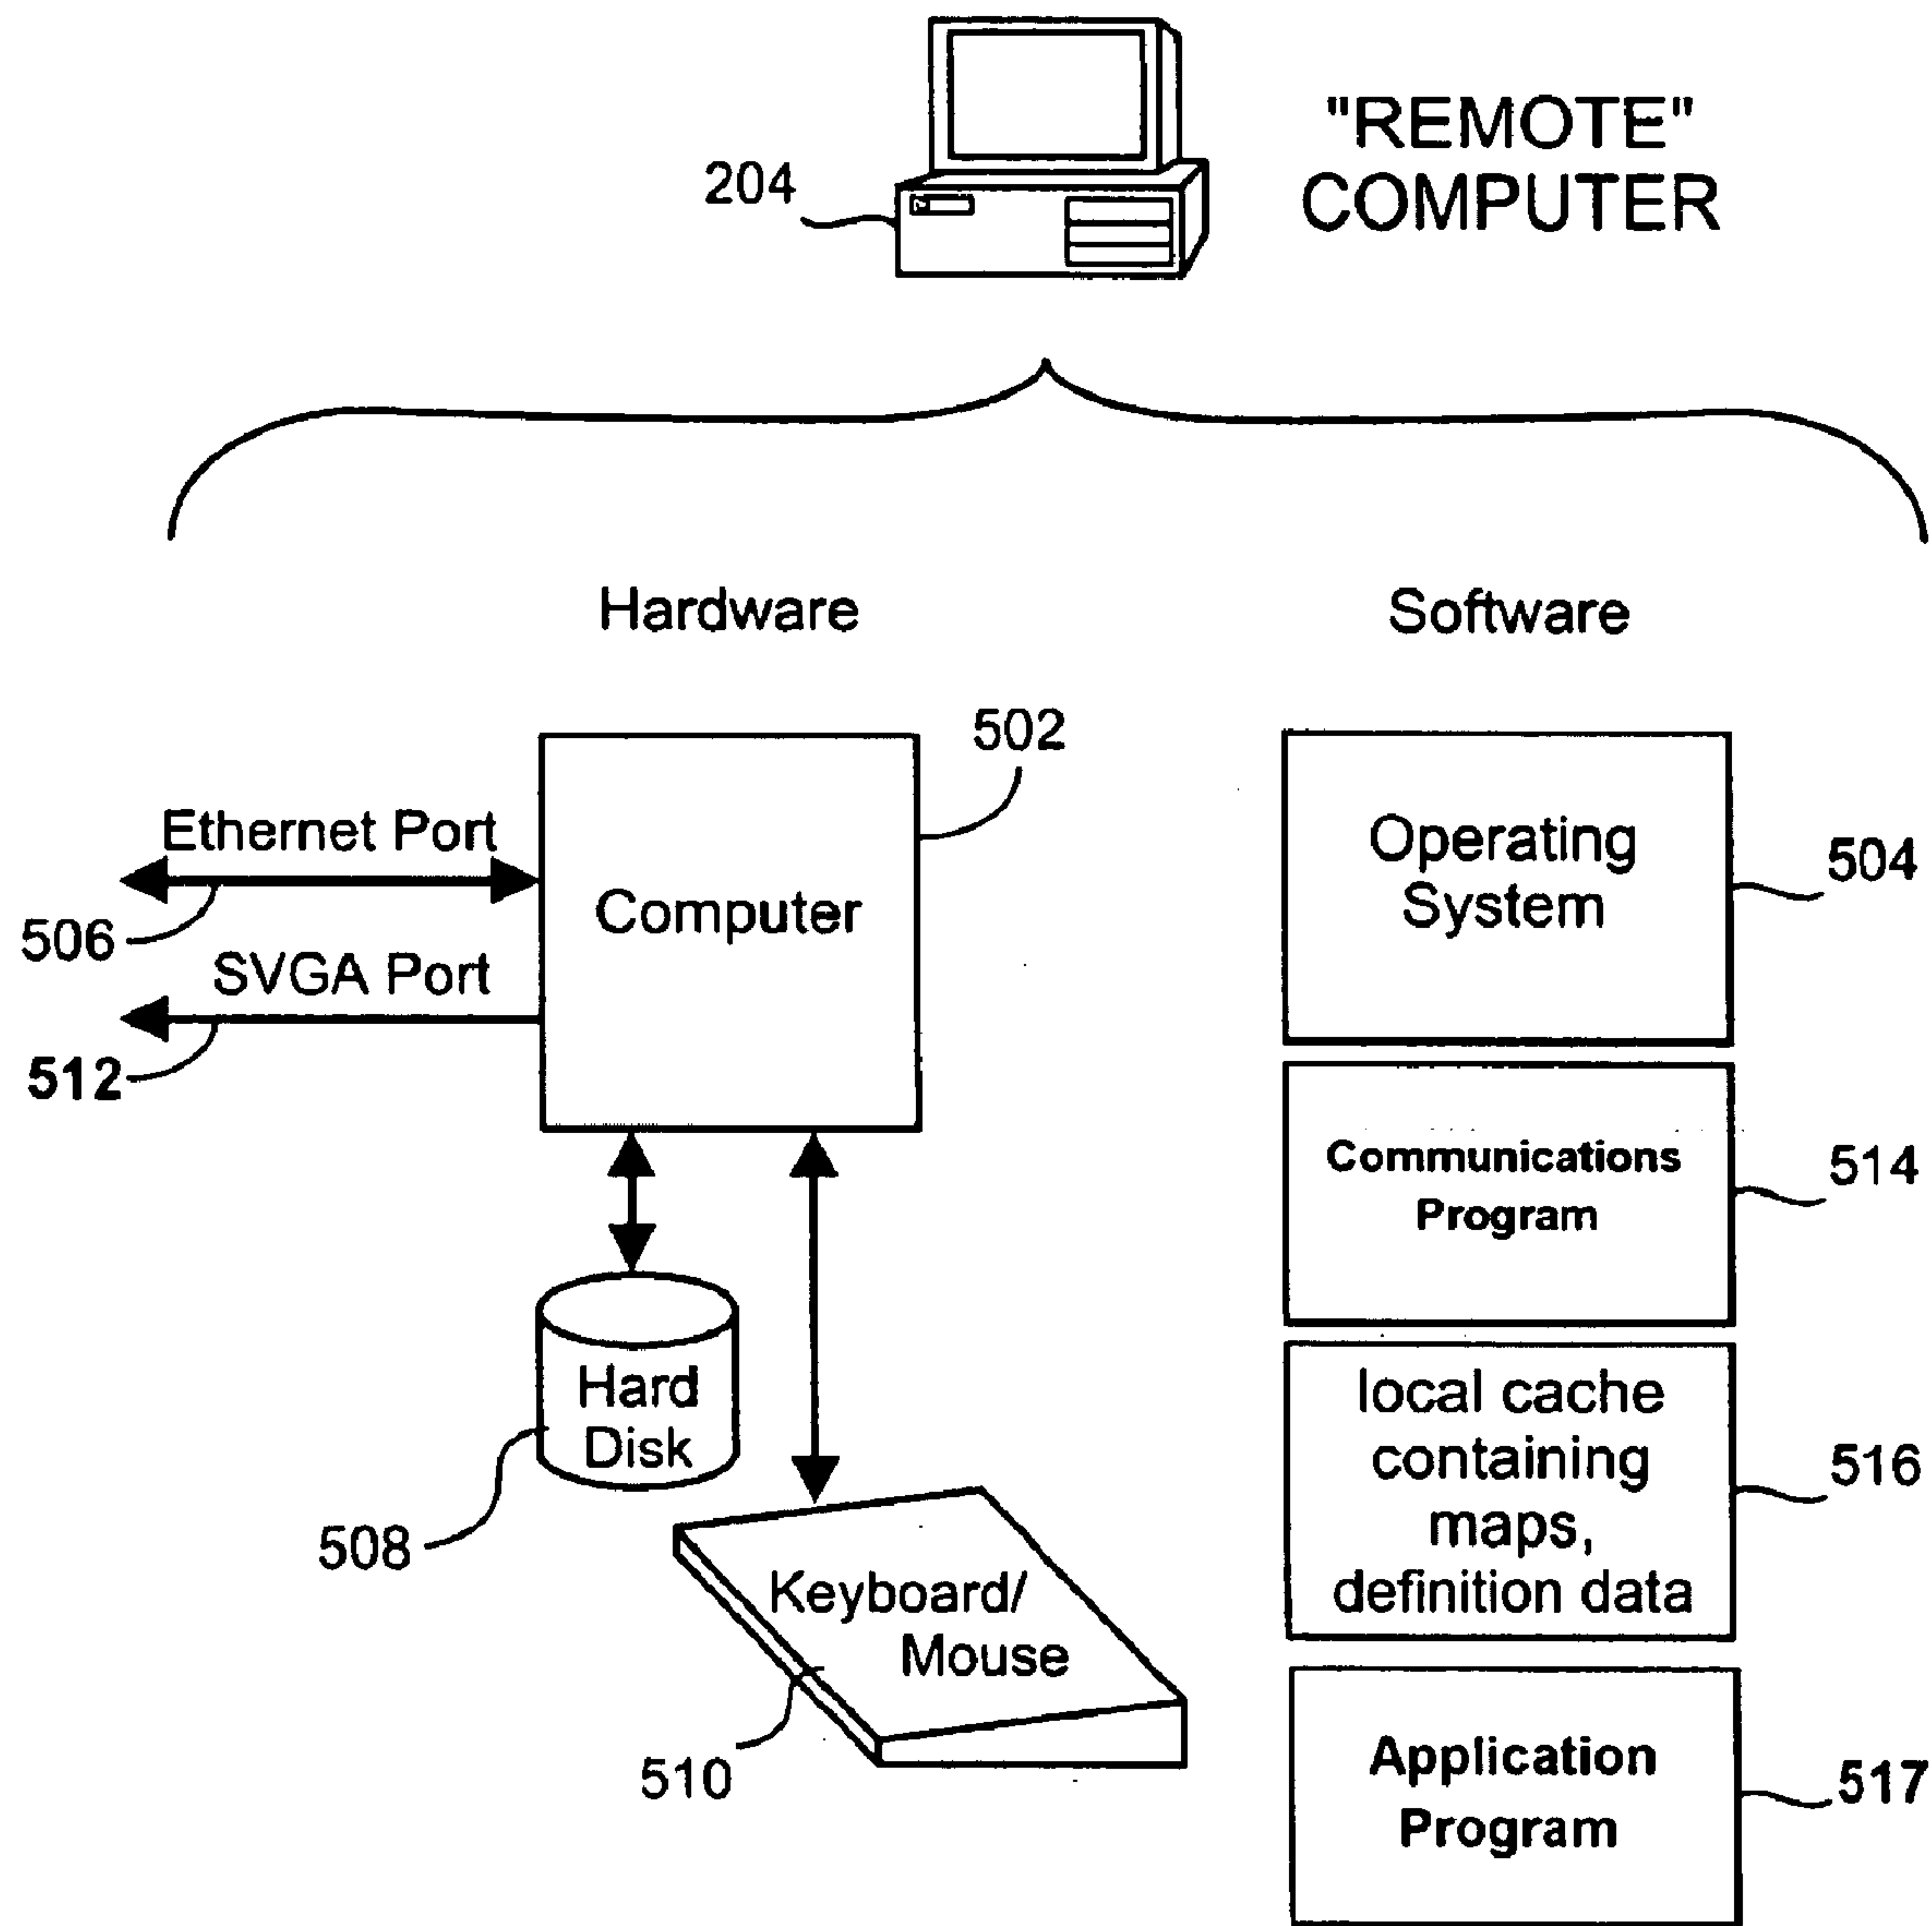 "REMOTE"
COMPUTER
204
Hardware
Software
502
Ethernet Port
506
SVGA Port
512
Computer
Hard
Disk
508
Keyboard/
Mouse
510
Operating
System
504
Communications
Program
514
local cache
containing
maps,
definition data
516
Application
Program
517